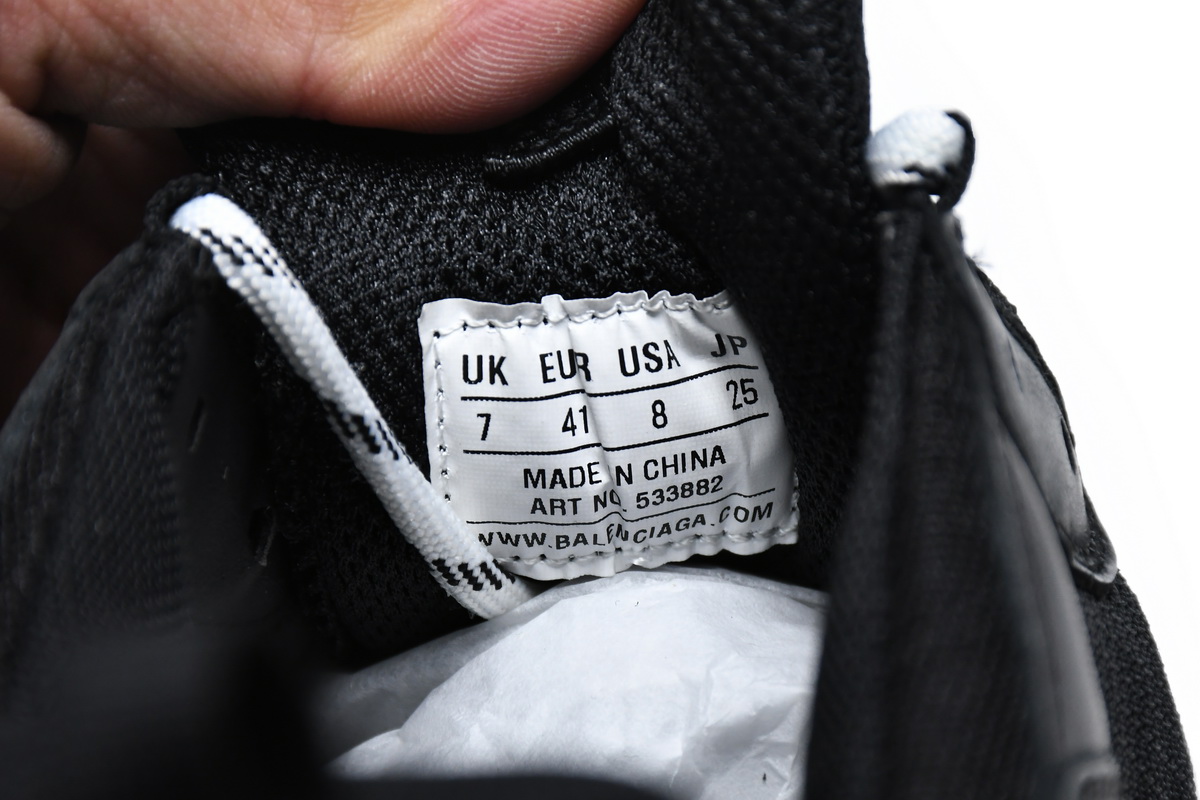 UK EUR USA JP
7 41 8 25
MADE IN CHINA
ART NO. 533882
WWW.BALENCIAGA.COM